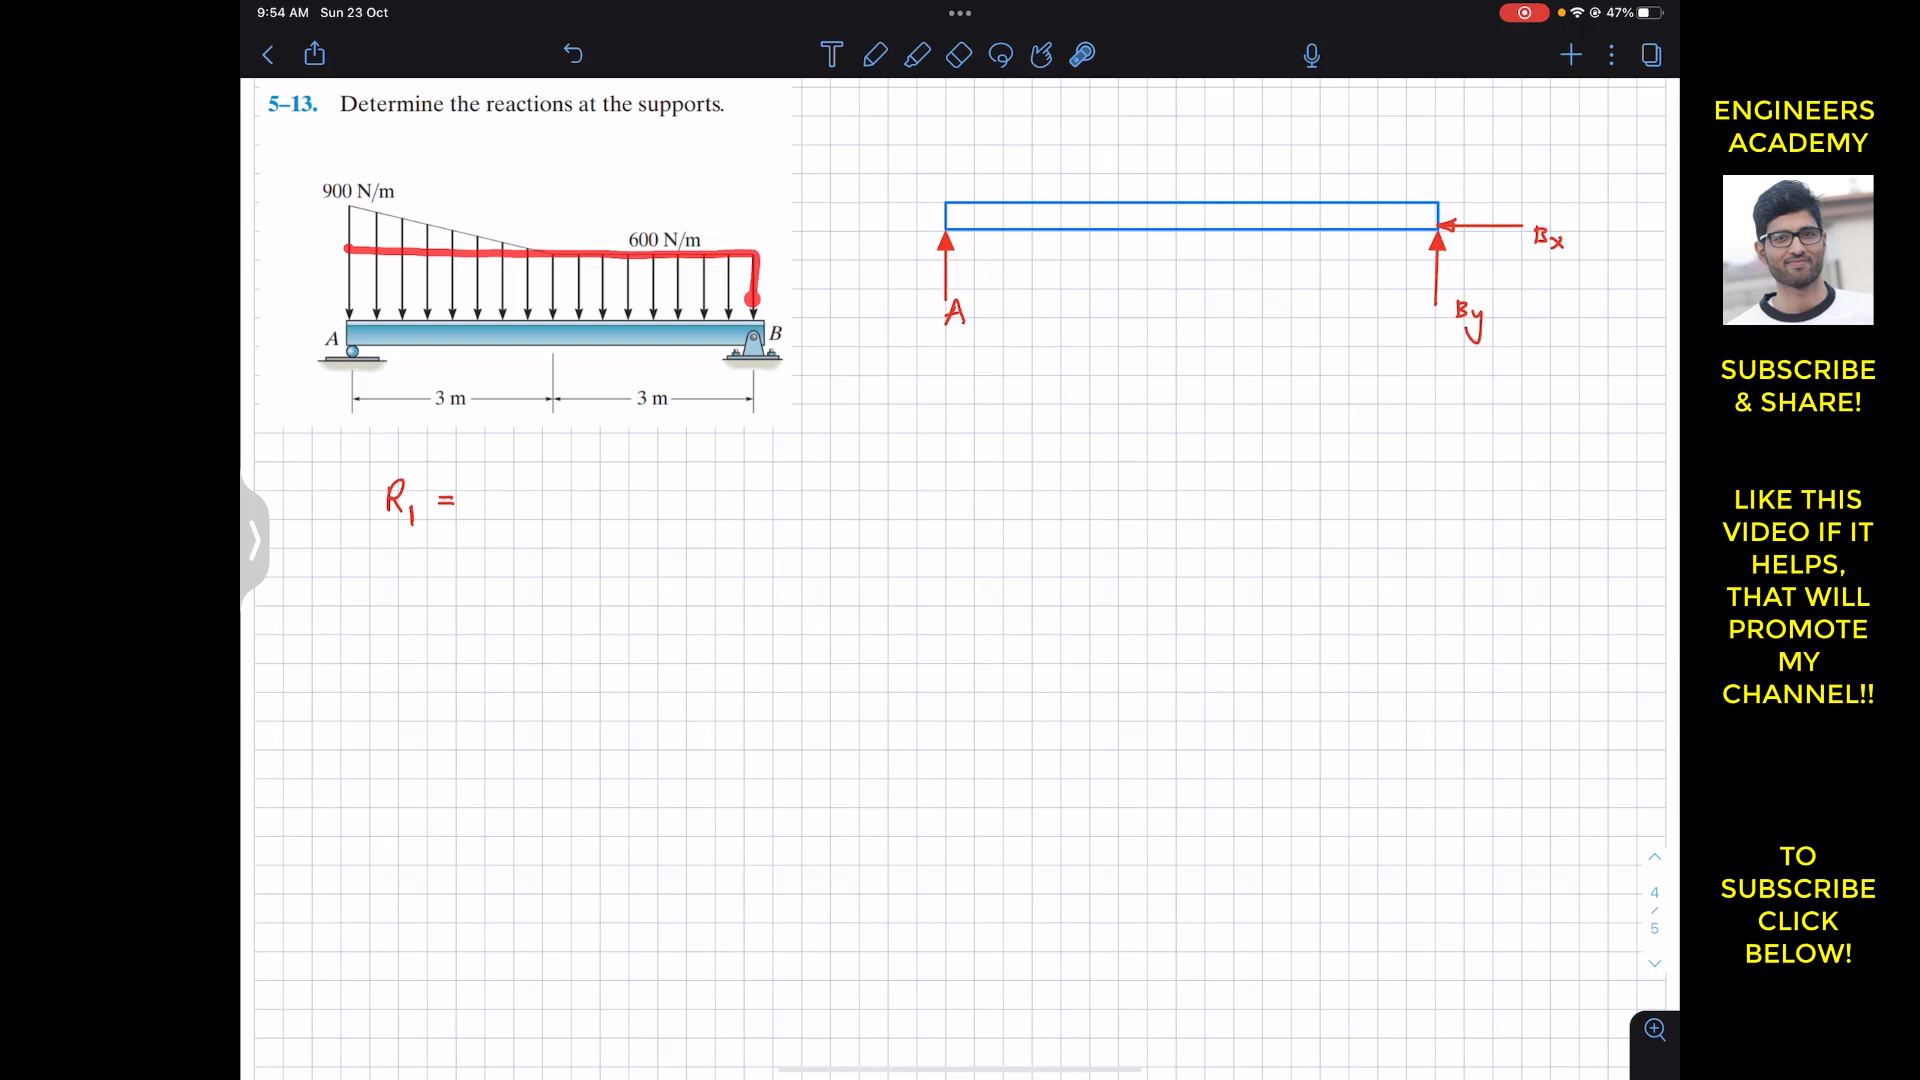 9:54 AM Sun 23 Oct
47%
5–13. Determine the reactions at the supports.
900 N/m
600 N/m
A
B
3 m
3 m
R₁ =
A
By
Bx
4
/
5
ENGINEERS
ACADEMY
SUBSCRIBE
& SHARE!
LIKE THIS
VIDEO IF IT
HELPS,
THAT WILL
PROMOTE
MY
CHANNEL!!
TO
SUBSCRIBE
CLICK
BELOW!